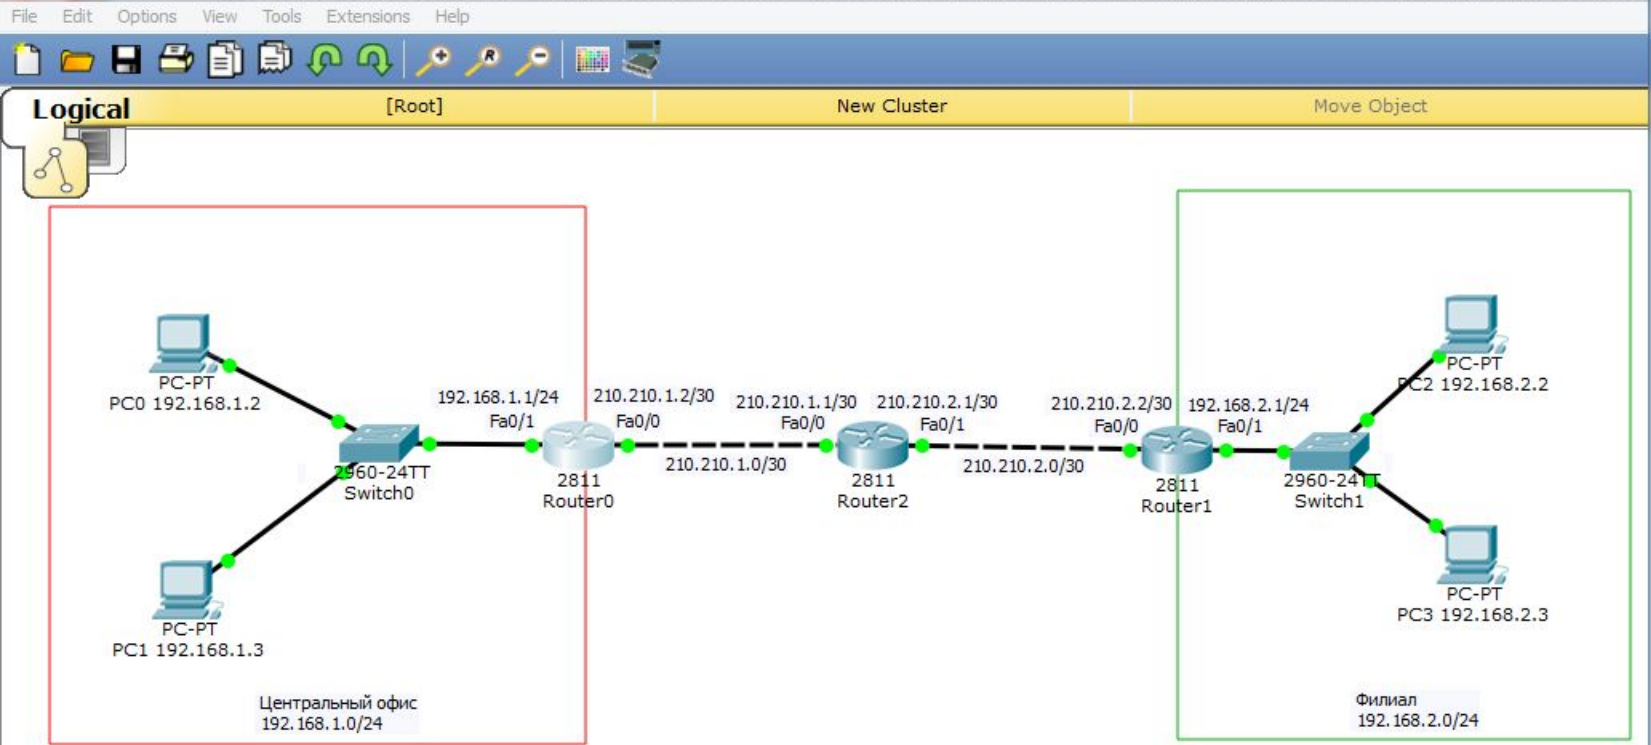 File Edit Options View Tools Extensions Help
R
Logical
[Root]
New Cluster
Move Object
PC-PT
PC0 192.168.1.2
192.168.1.1/24
Fa0/1
2960-24TT
Switch0
PC-PT
PC1 192.168.1.3
Центральный офис
192.168.1.0/24
210.210.1.2/30
Fa0/0
2811
Router0
210.210.1.0/30
210.210.1.1/30
Fa0/0
210.210.2.1/30
Fa0/1
2811
Router2
210.210.2.0/30
210.210.2.2/30
Fa0/0
192.168.2.1/24
Fa0/1
2811
Router1
2960-24TT
Switch1
PC-PT
PC2 192.168.2.2
PC-PT
PC3 192.168.2.3
Филиал
192.168.2.0/24